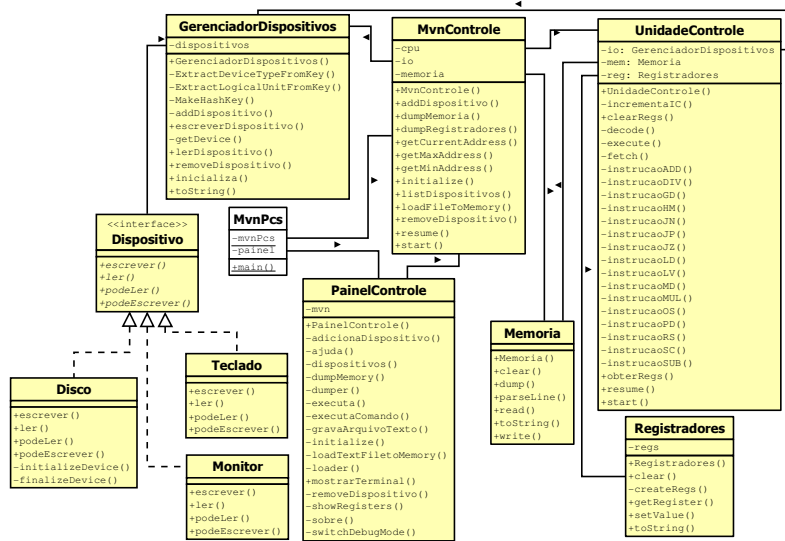 GerenciadorDispositivos
-dispositivos
+GerenciadorDispositivos()
-ExtractDeviceTypeFromKey()
-ExtractLogicalUnitFromKey()
-MakeHashKey()
-addDispositivo()
+escreverDispositivo()
-getDevice()
+lerDispositivo()
+removeDispositivo()
+inicializa()
+toString()
MvnControle
-cpu
-io
-memoria
+MvnControle()
+addDispositivo()
+dumpMemoria()
+dumpRegistradores()
+getCurrentAddress()
+getMaxAddress()
+getMinAddress()
+initialize()
+listDispositivos()
+loadFileToMemory()
+removeDispositivo()
+resume()
+start()
UnidadeControle
-io: GerenciadorDispositivos
-mem: Memoria
-reg: Registradores
+UnidadeControle()
-incrementaIC()
+clearRegs()
-decode()
-execute()
-fetch()
-instrucaoADD()
-instrucaoDIV()
-instrucaoGD()
-instrucaoHM()
-instrucaoJN()
-instrucaoJP()
-instrucaoJZ()
-instrucaoLD()
-instrucaoLV()
-instrucaoMD()
-instrucaoMUL()
-instrucaoOS()
-instrucaoPD()
-instrucaoRS()
-instrucaoSC()
-instrucaoSUB()
+obterRegs()
+resume()
+start()
<<interface>>
Dispositivo
+escrever()
+ler()
+podeLer()
+podeEscrever()
MvnPcs
-mvnPcs
-painel
+main()
PainelControle
-mvn
+PainelControle()
-adicionaDispositivo()
-ajuda()
-dispositivos()
-dumpMemory()
-dumper()
-executa()
-executaComando()
-gravaArquivoTexto()
-initialize()
-loadTextFiletoMemory()
-loader()
+mostrarTerminal()
-removeDispositivo()
-showRegisters()
-sobre()
-switchDebugMode()
Memoria
+Memoria()
+clear()
+dump()
+parseLine()
+read()
+toString()
+write()
Teclado
+escrever()
+ler()
+podeLer()
+podeEscrever()
Disco
+escrever()
+ler()
+podeLer()
+podeEscrever()
-initializeDevice()
-finalizeDevice()
Registradores
-regs
+Registradores()
+clear()
-createRegs()
+getRegister()
+setValue()
+toString()
Monitor
+escrever()
+ler()
+podeLer()
+podeEscrever()